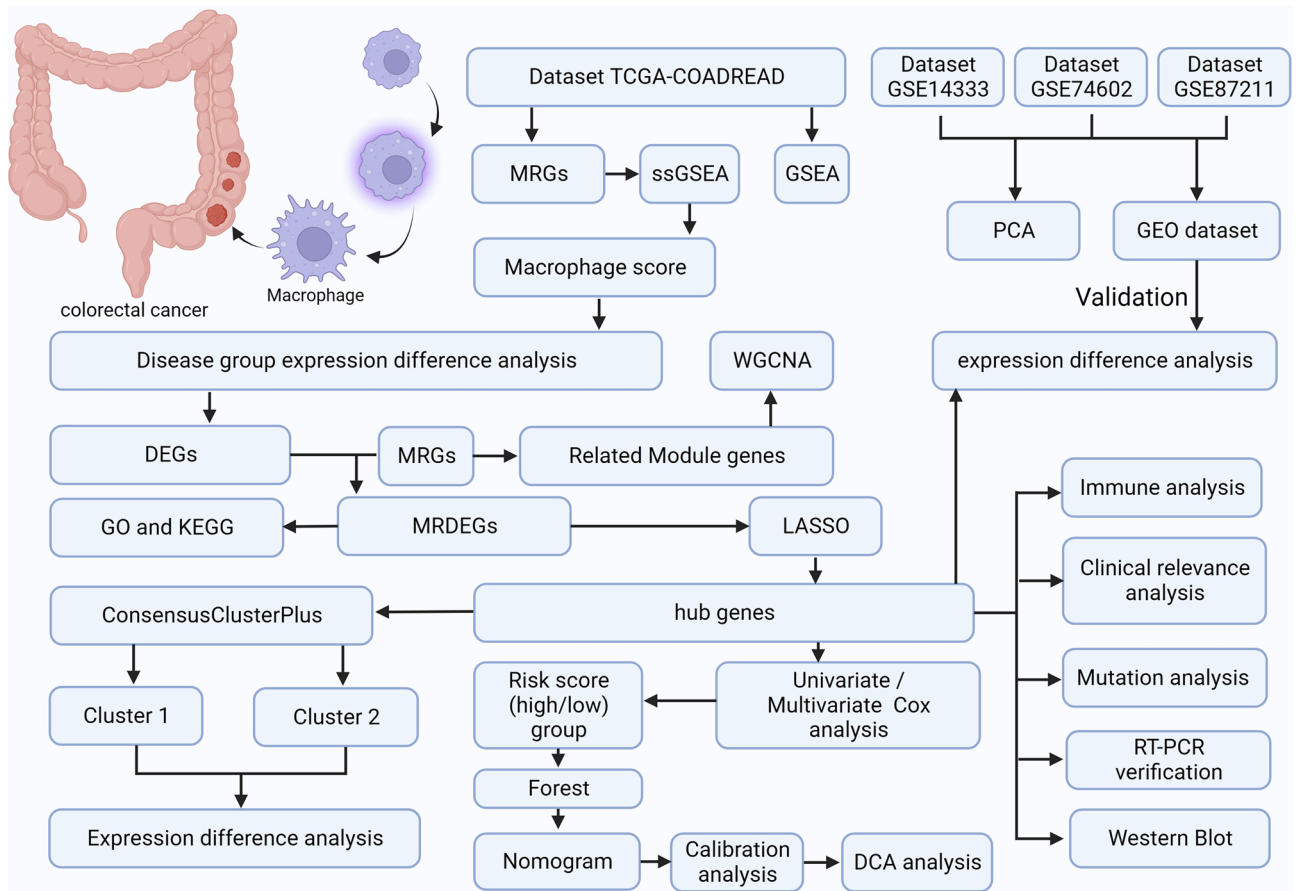 Dataset TCGA-COADREAD
Dataset
GSE14333
Dataset
GSE74602
Dataset
GSE87211
MRGs
ssGSEA
GSEA
PCA
GEO dataset
Macrophage score
Macrophage
colorectal cancer
Validation
Disease group expression difference analysis
WGCNA
expression difference analysis
DEGs
MRGs
Related Module genes
Immune analysis
GO and KEGG
MRDEGs
LASSO
Clinical relevance
analysis
ConsensusClusterPlus
hub genes
Mutation analysis
Cluster 1
Cluster 2
Risk score
(high/low)
group
Univariate /
Multivariate Cox
analysis
RT-PCR
verification
Forest
Expression difference analysis
Western Blot
Nomogram
Calibration
analysis
DCA analysis